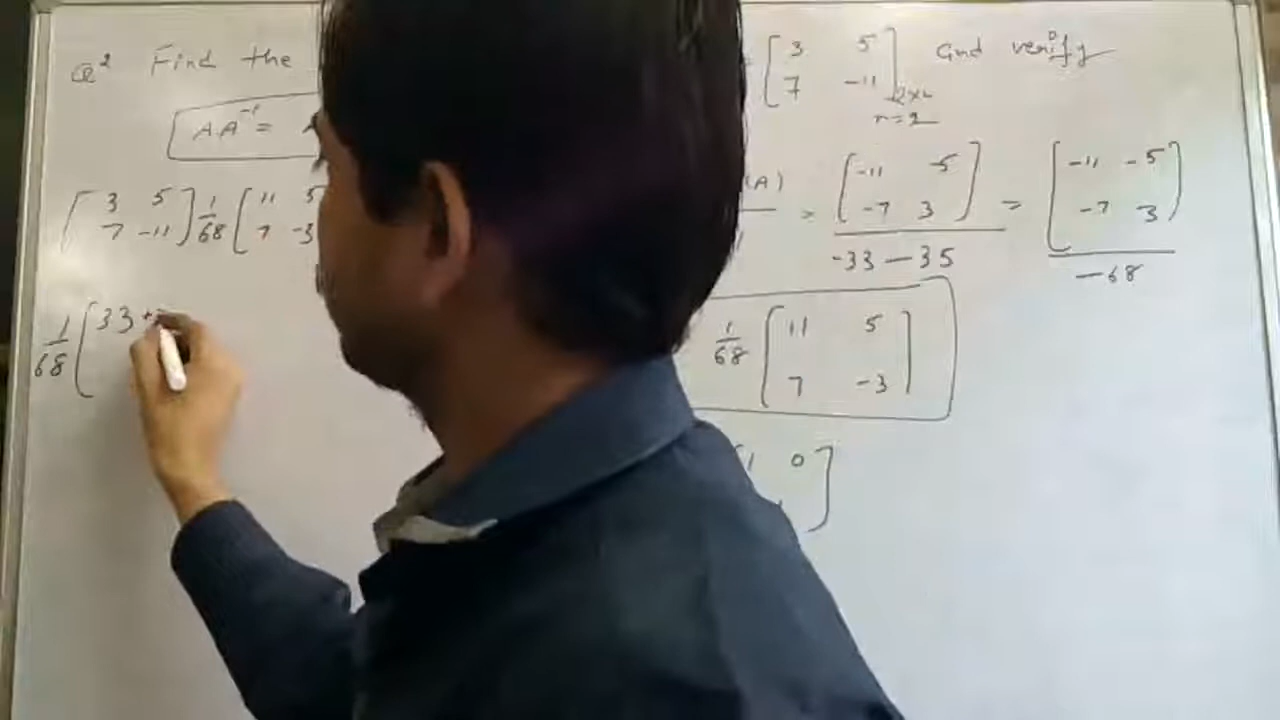 Q2 Find the [3 5] and verify
[7 -11]2x2
n=2
AA⁻¹ =
(A) = [-11 -5] = [-11 -5]
[-7 3] [-7 3]
-33-35 -68
[3 5] 1/68 [11 5
[7 -11] [7 -3
1/68 [33+
1/68 [11 5]
[7 -3]
1 0]